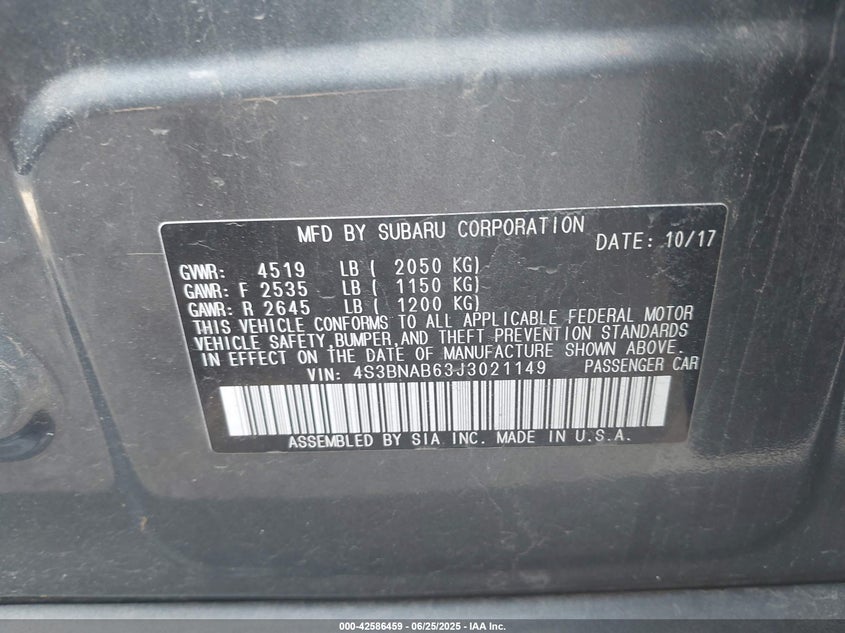 MFD BY SUBARU CORPORATION DATE: 10/17
GVWR: 4519 LB ( 2050 KG)
GAWR: F 2535 LB ( 1150 KG)
GAWR: R 2645 LB ( 1200 KG)
THIS VEHICLE CONFORMS TO ALL APPLICABLE FEDERAL MOTOR
VEHICLE SAFETY,BUMPER,AND THEFT PREVENTION STANDARDS
IN EFFECT ON THE DATE OF MANUFACTURE SHOWN ABOVE.
VIN: 4S3BNAB63J3021149 PASSENGER CAR
ASSEMBLED BY SIA INC. MADE IN U.S.A.
000-42586459 - 06/25/2025 - IAA Inc.